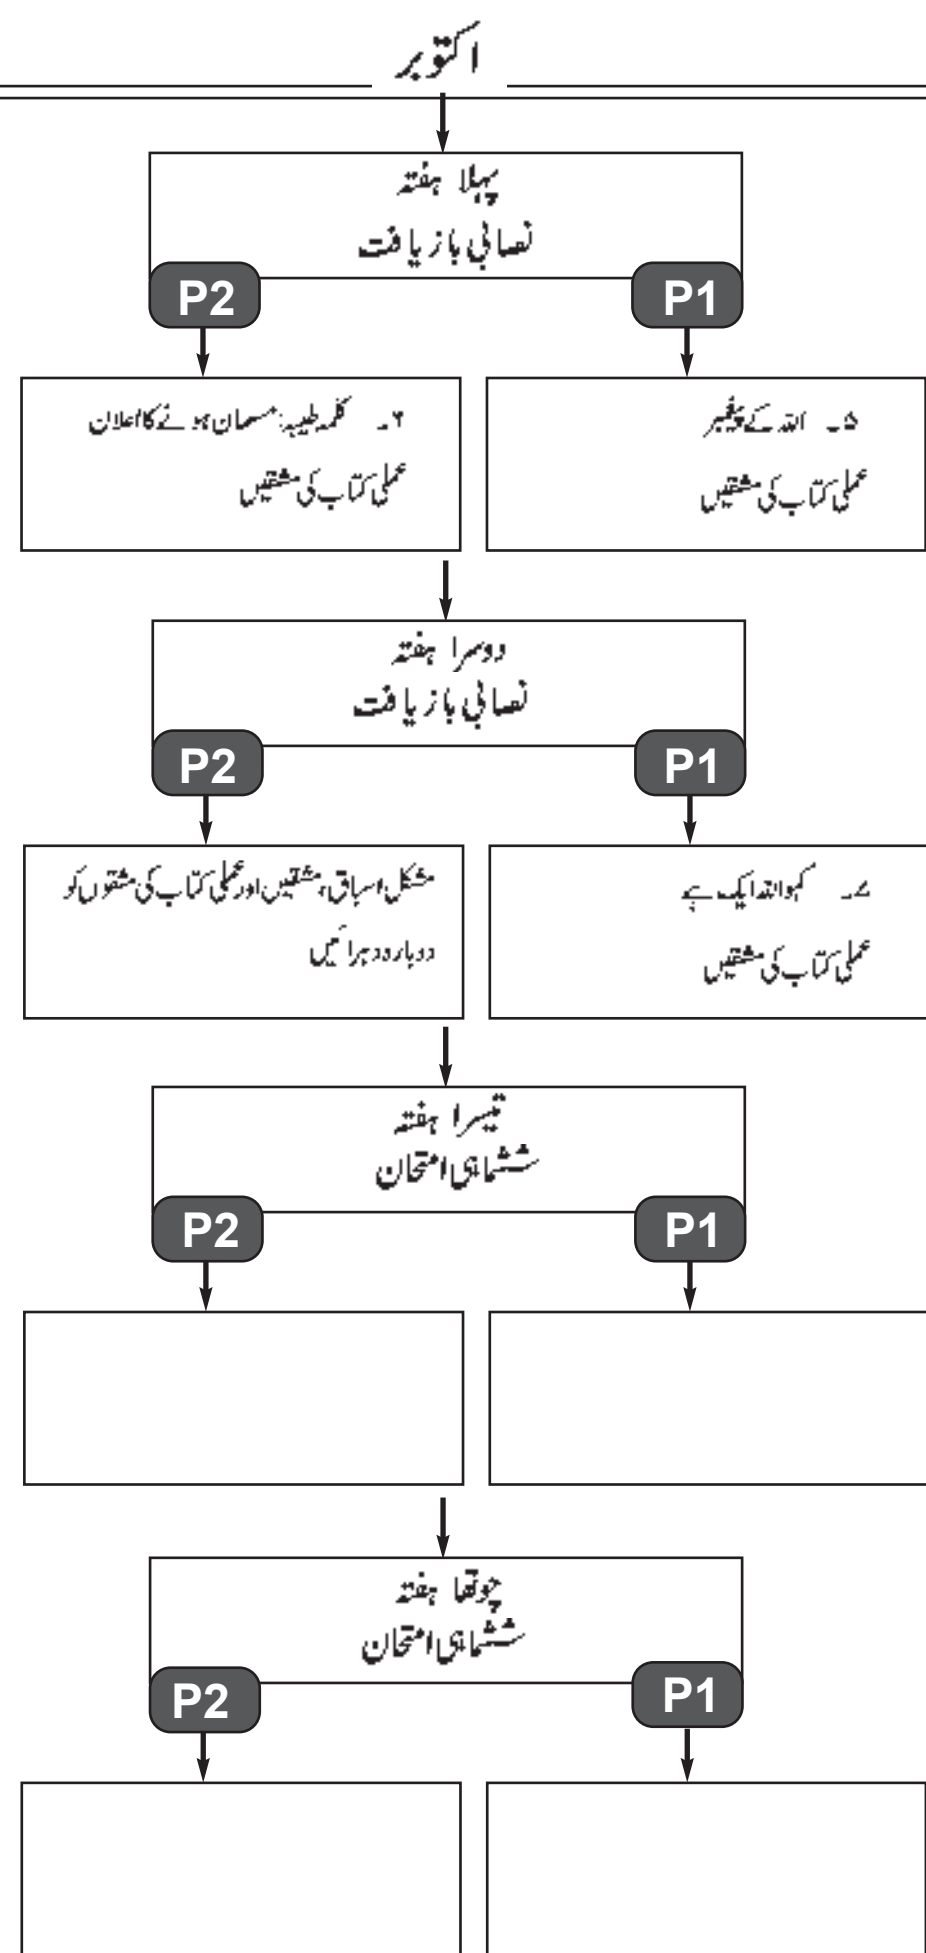 اکتوبر
پہلا ہفتہ
نصابی بازیافت
P1
P2
۵۔ اللہ کے پیغمبر
عملی کتاب کی مشقیں
۶۔ کلمہ طیبہ: مسلمان ہونے کا اعلان
عملی کتاب کی مشقیں
دوسرا ہفتہ
نصابی بازیافت
P1
P2
۷۔ کہو اللہ ایک ہے
عملی کتاب کی مشقیں
مشکل اسباق، مشقیں اور عملی کتاب کی مشقوں کو
دوبارہ دہرائیں
تیسرا ہفتہ
ششماہی امتحان
P1
P2
چوتھا ہفتہ
ششماہی امتحان
P1
P2